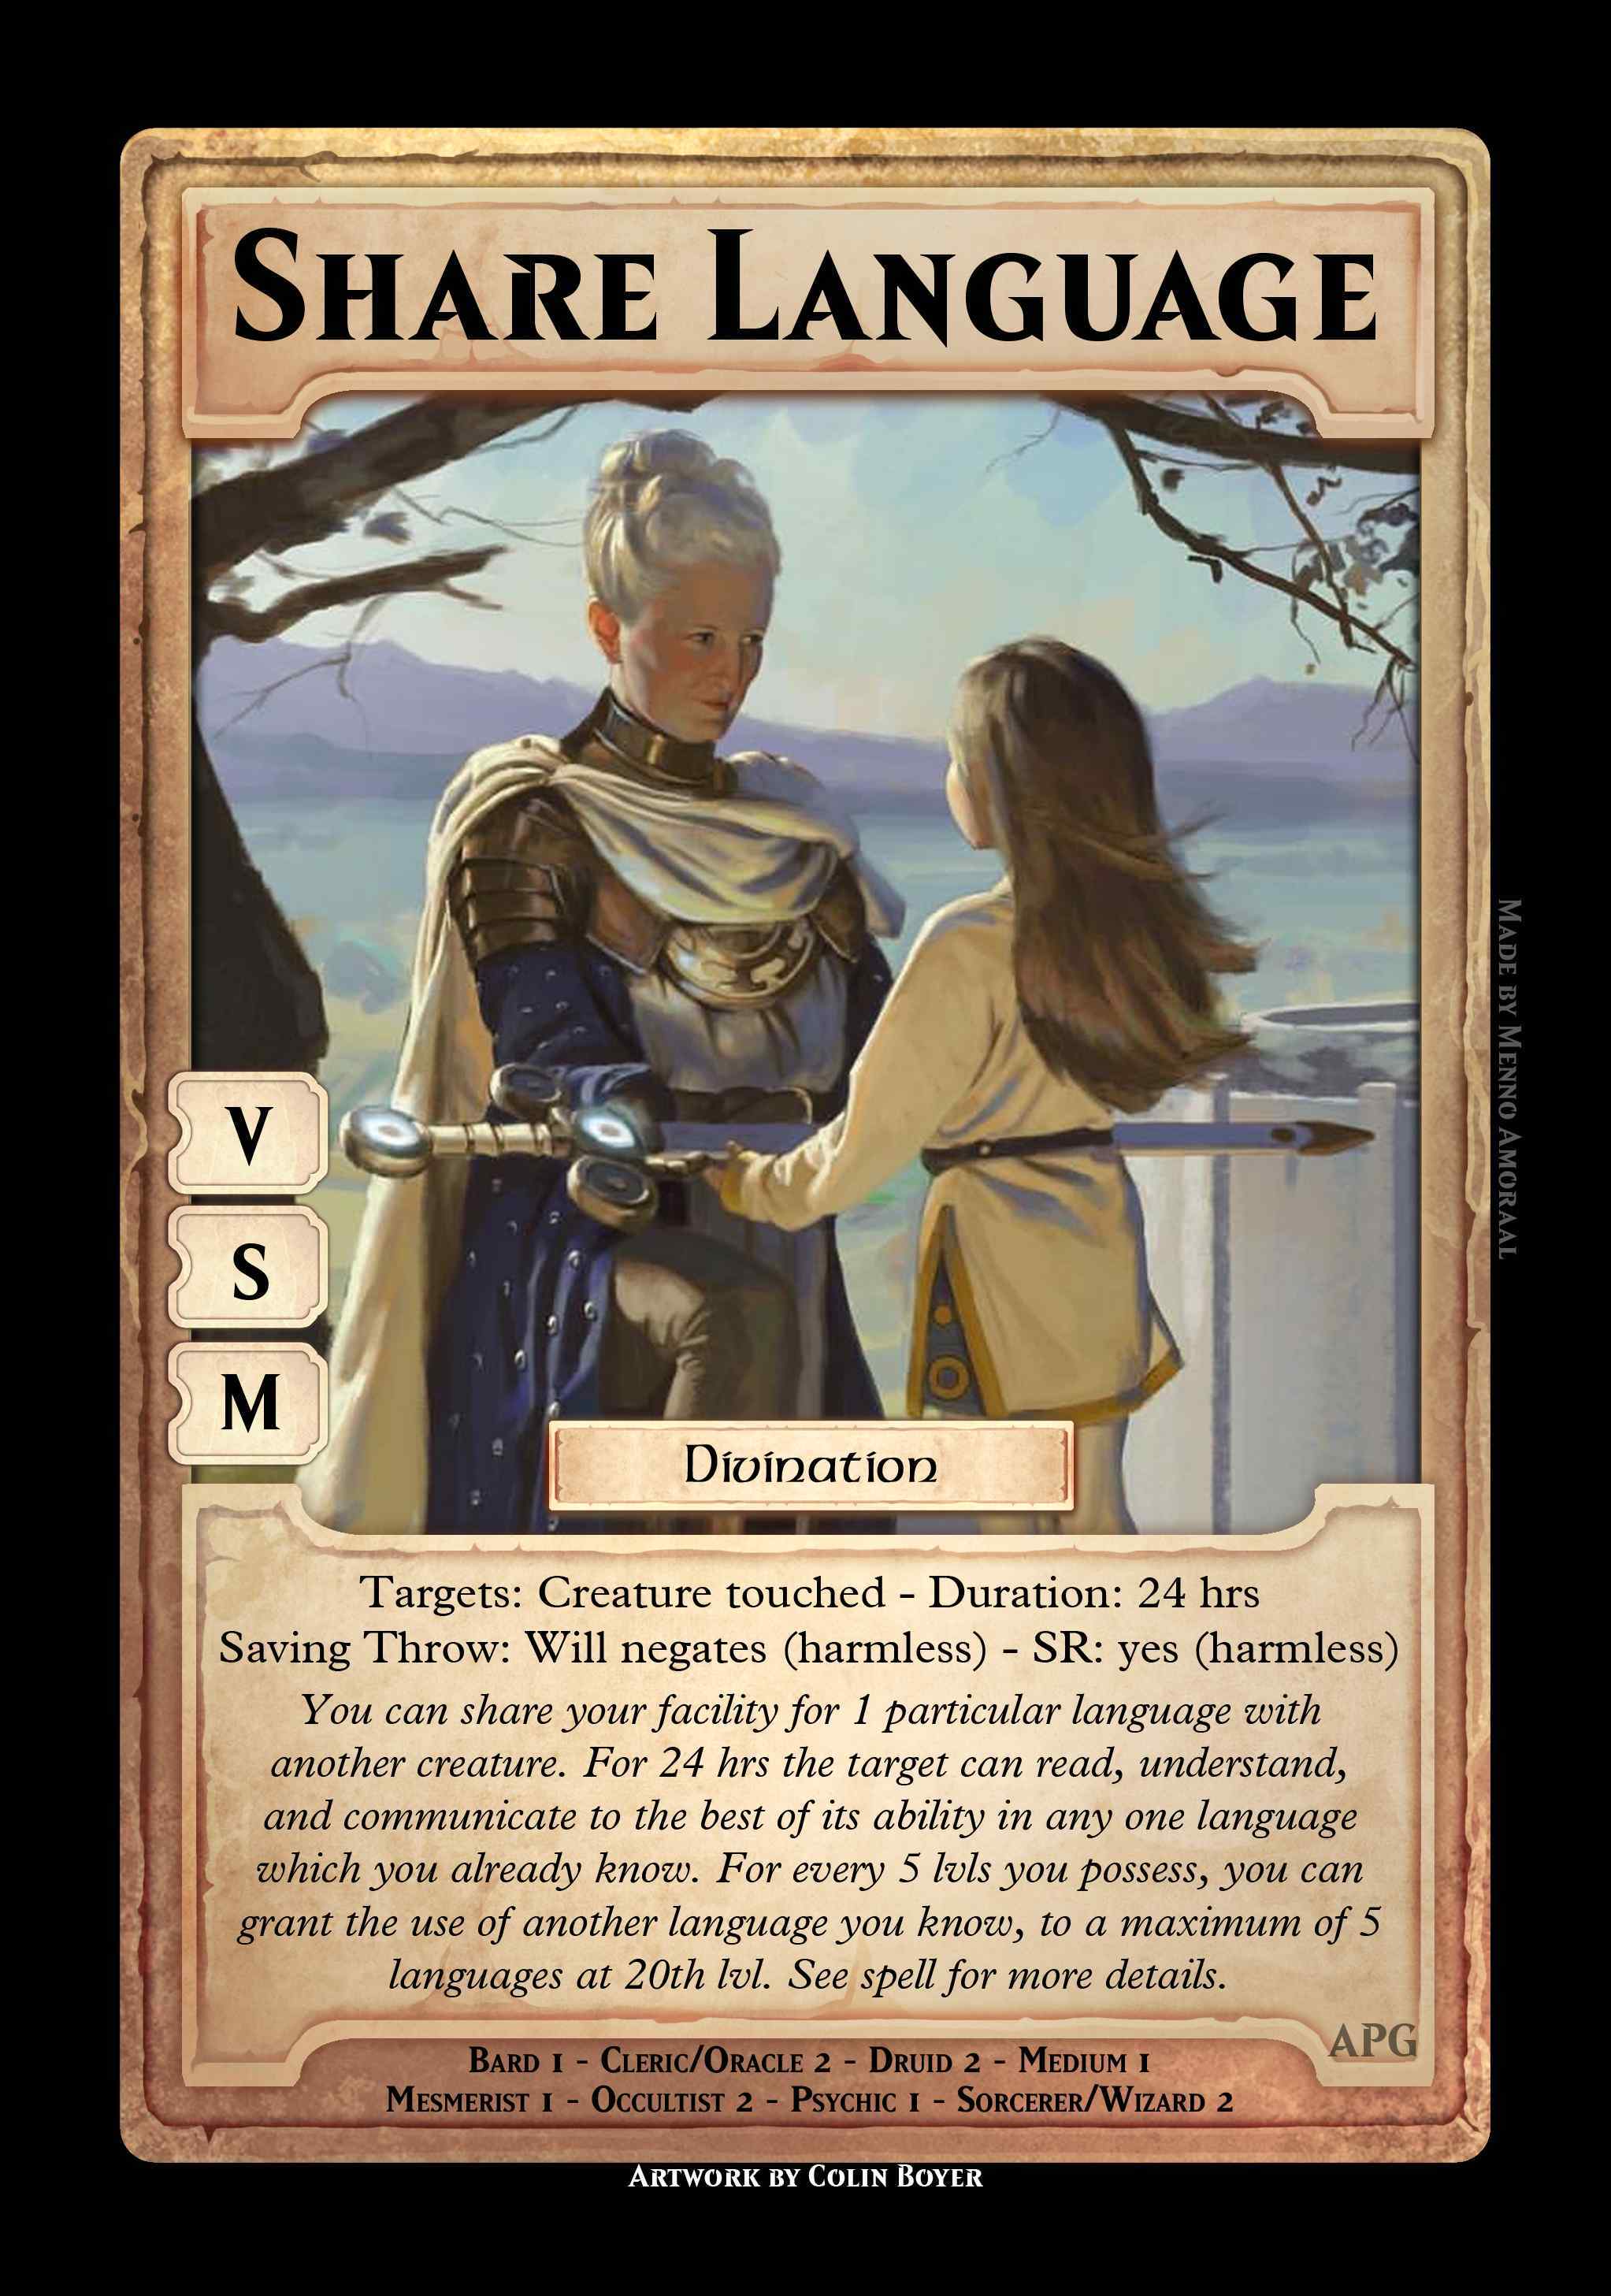 Share Language
V
S
M
Divination
Targets: Creature touched - Duration: 24 hrs
Saving Throw: Will negates (harmless) - SR: yes (harmless)
You can share your facility for 1 particular language with
another creature. For 24 hrs the target can read, understand,
and communicate to the best of its ability in any one language
which you already know. For every 5 lvls you possess, you can
grant the use of another language you know, to a maximum of 5
languages at 20th lvl. See spell for more details.
APG
Bard 1 - Cleric/Oracle 2 - Druid 2 - Medium 1
Mesmerist 1 - Occultist 2 - Psychic 1 - Sorcerer/Wizard 2
Artwork by Colin Boyer
Made by Menno Amoraal